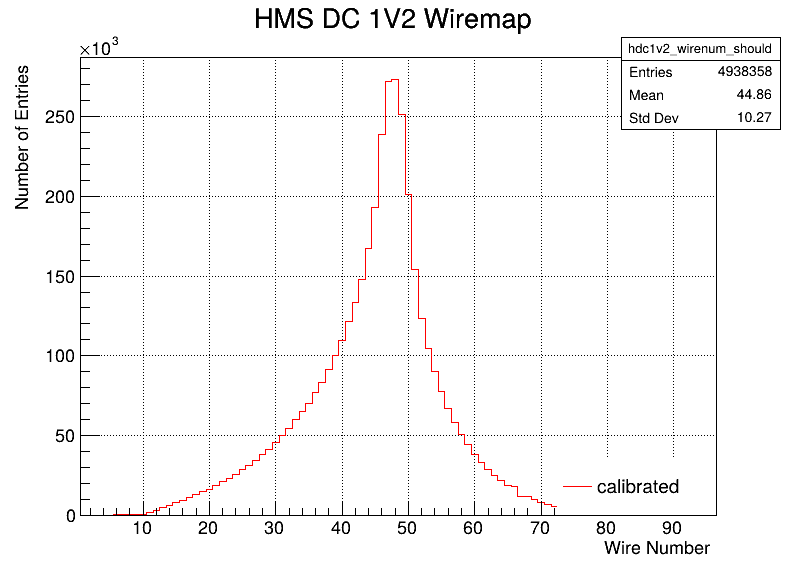 HMS DC 1V2 Wiremap
×10³
hdc1v2_wirenum_should
Entries 4938358
Mean 44.86
Std Dev 10.27
Number of Entries
250
200
150
100
50
0
calibrated
10 20 30 40 50 60 70 80 90
Wire Number